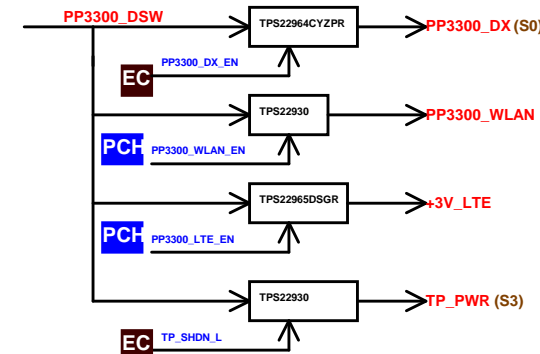 PP3300_DSW
TPS22964CYZPR
PP3300_DX (S0)
EC
PP3300_DX_EN
TPS22930
PP3300_WLAN
PCH
PP3300_WLAN_EN
TPS22965DSGR
+3V_LTE
PCH
PP3300_LTE_EN
TPS22930
TP_PWR (S3)
EC
TP_SHDN_L